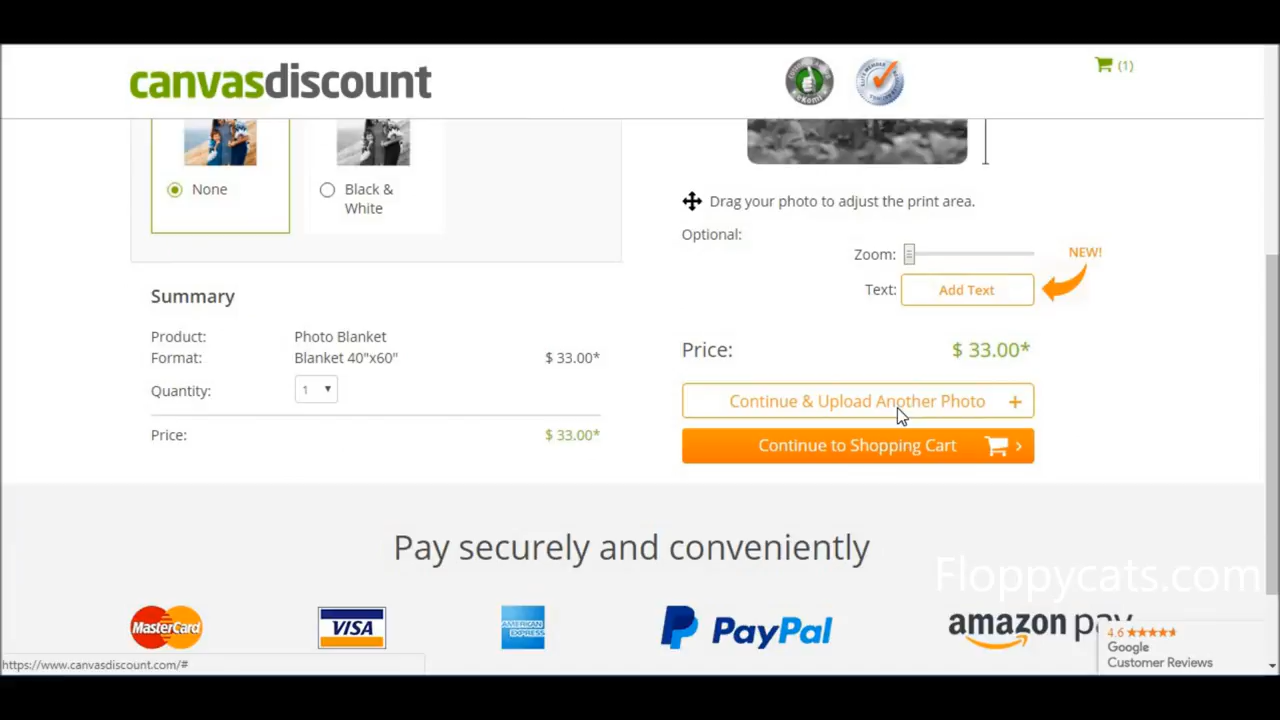 canvasdiscount
(1)
None
Black &
White
Drag your photo to adjust the print area.
Optional:
Zoom:
NEW!
Text:
Add Text
Summary
Product:
Photo Blanket
Format:
Blanket 40"x60"
$ 33.00*
Quantity:
1
Price:
$ 33.00*
Price:
$ 33.00*
Continue & Upload Another Photo +
Continue to Shopping Cart
Pay securely and conveniently
Floppycats.com
MasterCard
VISA
AMERICAN
EXPRESS
PayPal
amazon pay
4.6
Google
Customer Reviews
https://www.canvasdiscount.com/#